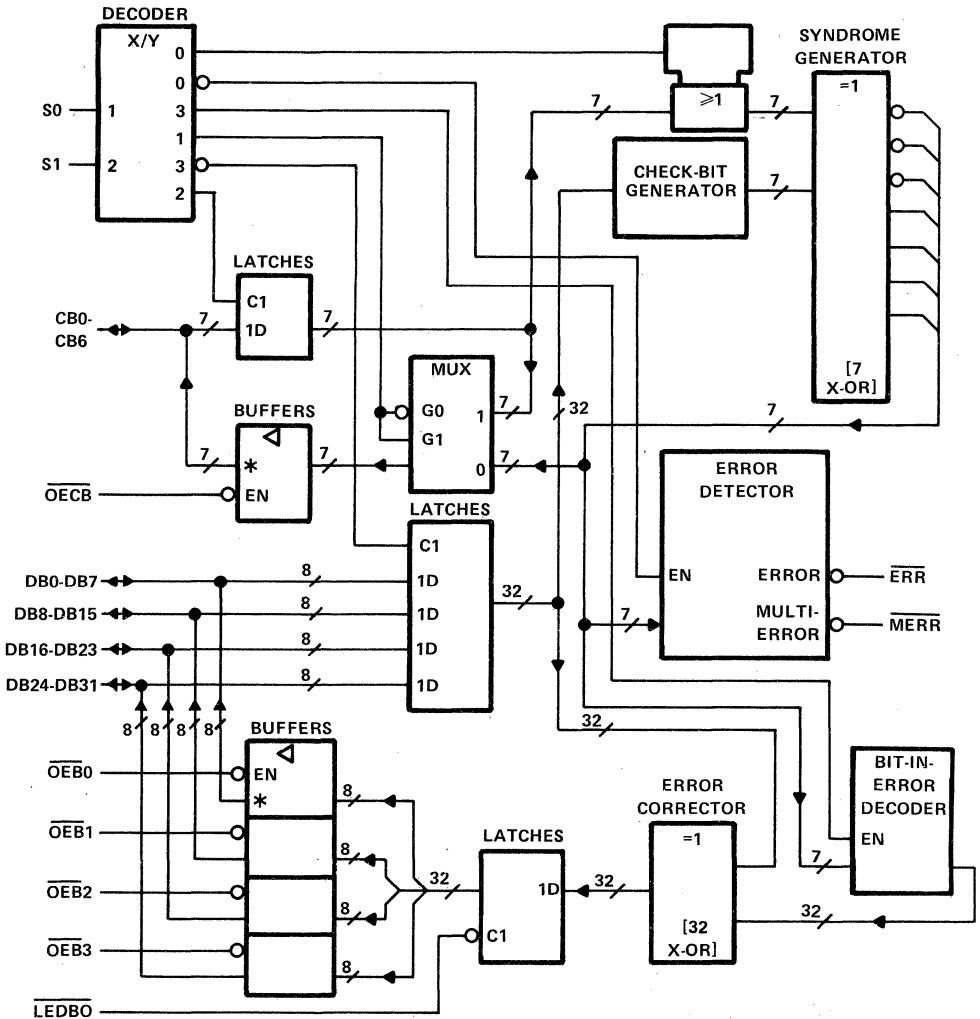 DECODER
X/Y
0
0
3
1
3
2
S0
1
S1
2
SYNDROME
GENERATOR
=1
[7
X-OR]
≥1
7
7
CHECK-BIT
GENERATOR
7
LATCHES
C1
1D
CB0-
CB6
7
7
MUX
G0
G1
1
0
7
7
32
7
BUFFERS
*
EN
7
7
OECB
LATCHES
C1
1D
1D
1D
1D
DB0-DB7
8
DB8-DB15
8
DB16-DB23
8
DB24-DB31
8
32
ERROR
DETECTOR
EN
ERROR
MULTI-
ERROR
ERR
MERR
7
8
8
8
8
BUFFERS
EN
*
OEB0
OEB1
OEB2
OEB3
LEDBO
8
8
8
8
32
LATCHES
1D
C1
32
32
ERROR
CORRECTOR
=1
[32
X-OR]
BIT-IN-
ERROR
DECODER
EN
7
32